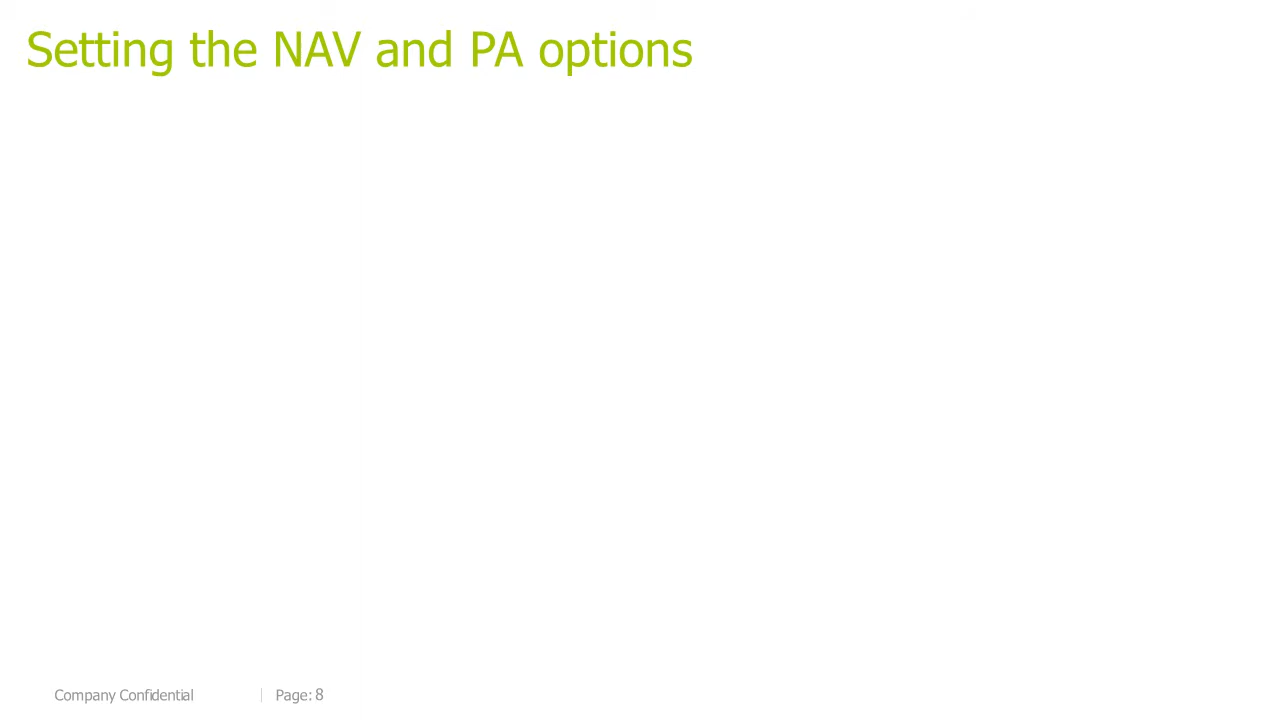 Setting the NAV and PA options
Company Confidential | Page: 8